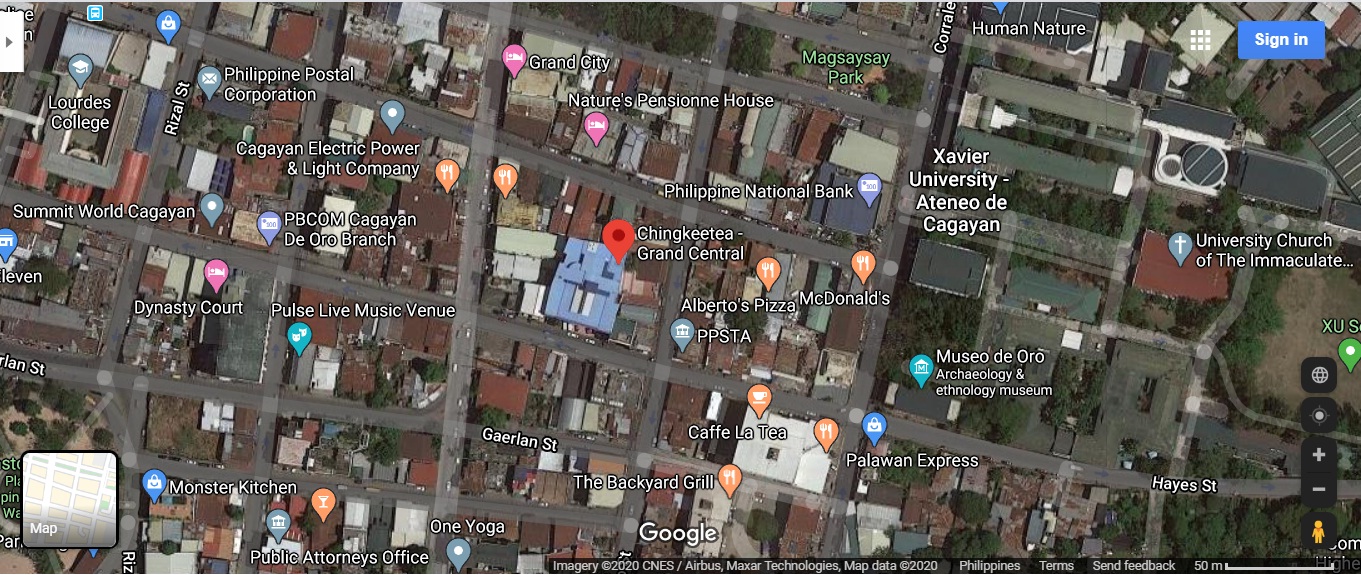 Human Nature
Sign in
Corrale
Magsaysay
Park
Grand City
Philippine Postal
Corporation
Lourdes
College
Rizal St
Nature's Pensionne House
Cagayan Electric Power
& Light Company
Xavier
University -
Ateneo de
Cagayan
Philippine National Bank
Summit World Cagayan
PBCOM Cagayan
De Oro Branch
Chingkeetea -
Grand Central
University Church
of The Immaculate...
leven
Dynasty Court
Pulse Live Music Venue
Alberto's Pizza
McDonald's
PPSTA
XU Sc
Museo de Oro
Archaeology &
ethnology museum
rlan St
Caffe La Tea
Gaerlan St
Palawan Express
The Backyard Grill
Hayes St
Monster Kitchen
Map
One Yoga
Public Attorneys Office
Google
Riz
Imagery ©2020 CNES / Airbus, Maxar Technologies, Map data ©2020
Philippines
Terms
Send feedback
50 m